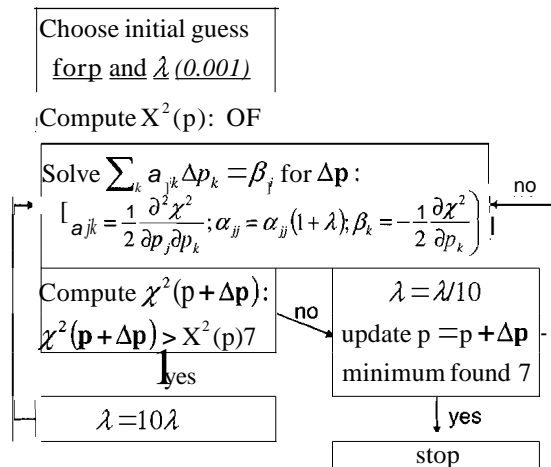 Choose initial guess
forp and λ (0.001)
Compute X²(p): OF
Solve ∑ₖ aⱼₖ Δpₖ = βⱼ for Δp :
[ aⱼₖ = 1/2 ∂²χ²/∂pⱼ∂pₖ ; αⱼⱼ = αⱼⱼ(1 + λ); βₖ = −1/2 ∂χ²/∂pₖ )
no
Compute χ²(p + Δp):
χ²(p + Δp) > X²(p)7
no
λ = λ/10
update p = p + Δp
minimum found 7
yes
λ = 10λ
yes
stop